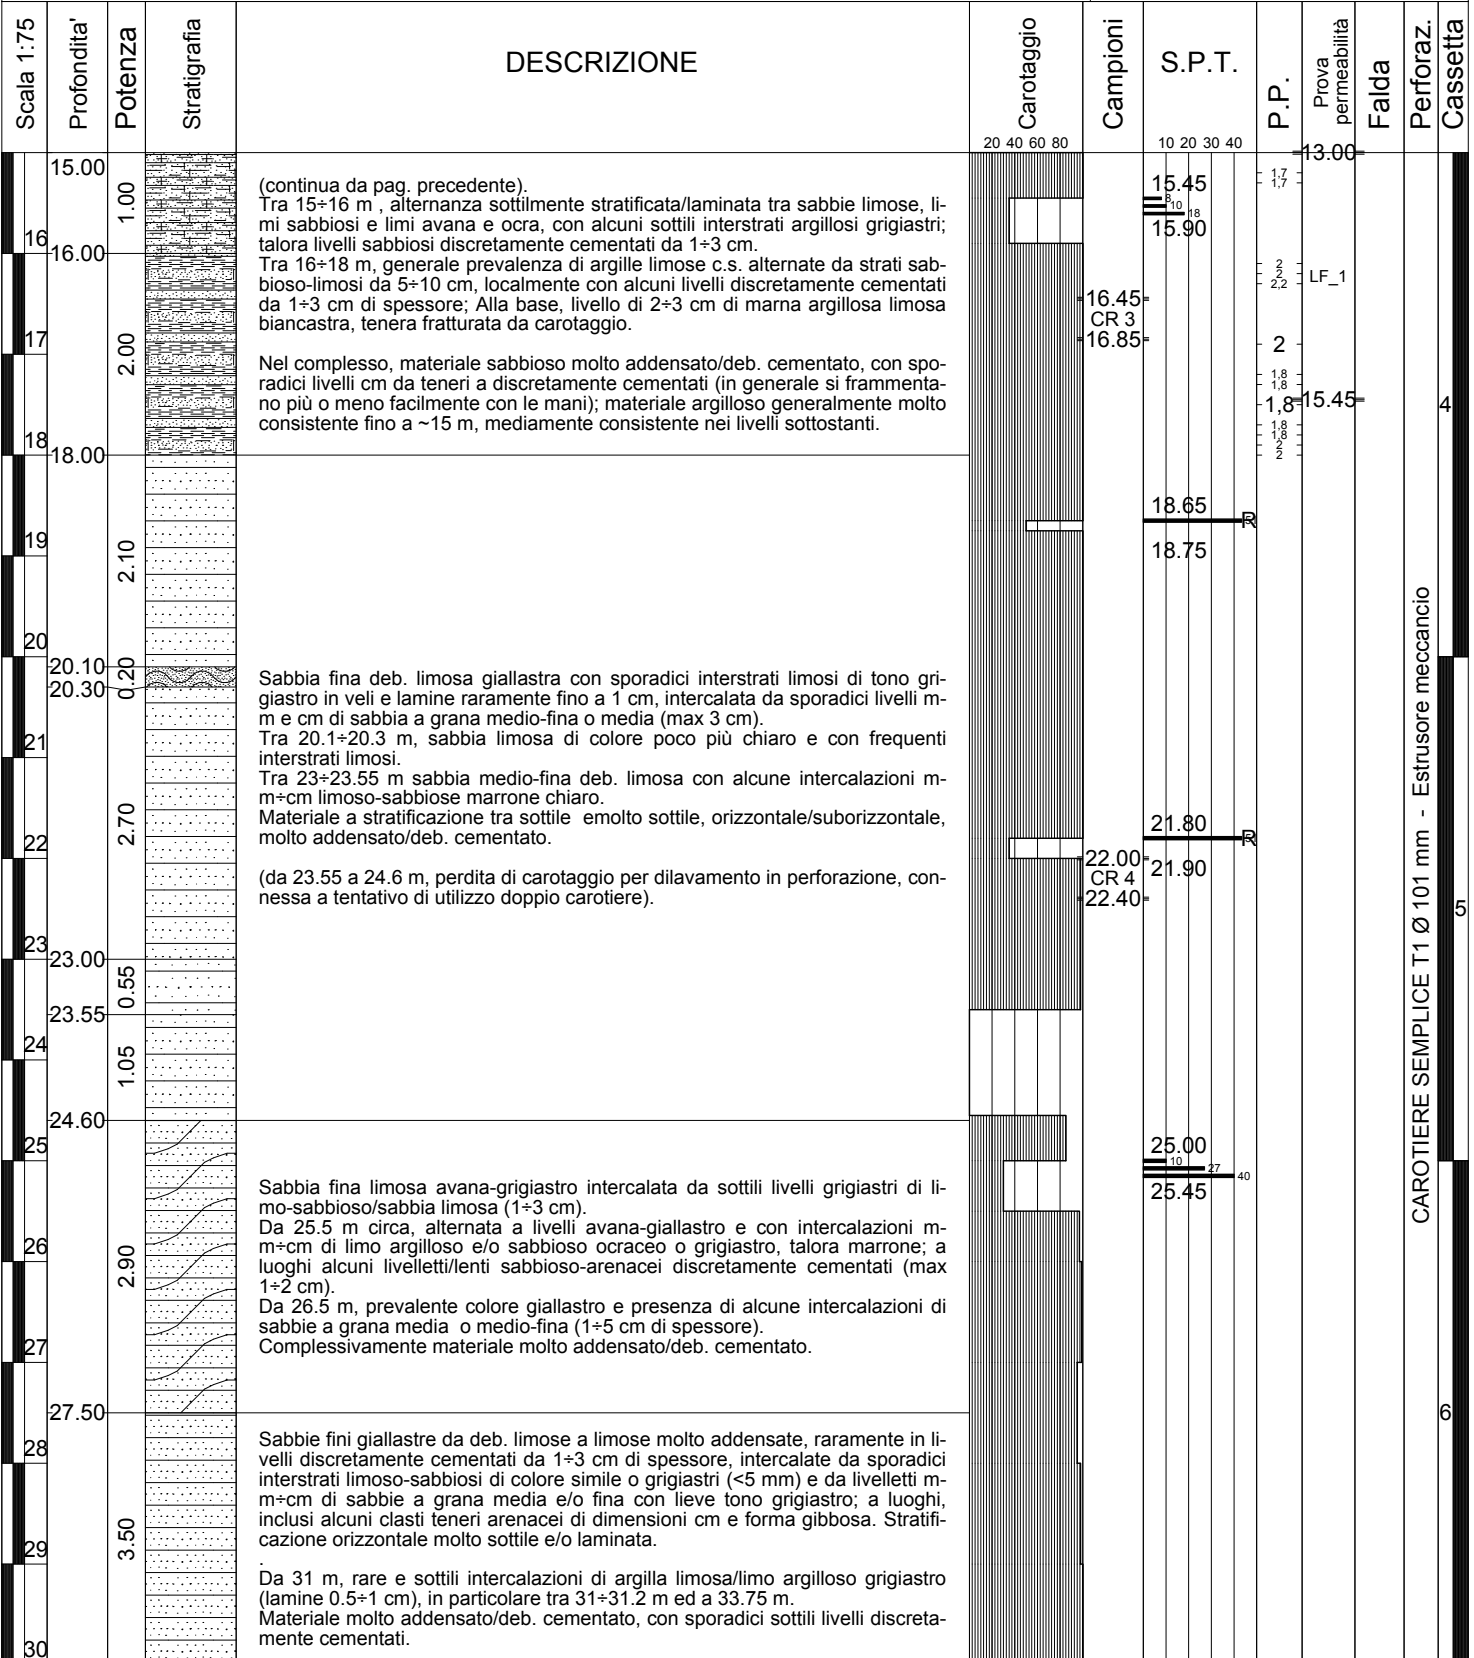 Scala 1:75
Profondita'
Potenza
Stratigrafia
DESCRIZIONE
Carotaggio
20 40 60 80
Campioni
S.P.T.
10 20 30 40
P.P.
Prova permeabilità
Falda
Perforaz.
Cassetta
15.00
1.00
16
16.00
17
2.00
18
18.00
19
2.10
20
20.10
0.20
20.30
21
2.70
22
23
23.00
0.55
23.55
24
1.05
24.60
25
26
2.90
27
27.50
28
3.50
29
30
(continua da pag. precedente).
Tra 15÷16 m , alternanza sottilmente stratificata/laminata tra sabbie limose, li-
mi sabbiosi e limi avana e ocra, con alcuni sottili interstrati argillosi grigiastri;
talora livelli sabbiosi discretamente cementati da 1÷3 cm.
Tra 16÷18 m, generale prevalenza di argille limose c.s. alternate da strati sab-
bioso-limosi da 5÷10 cm, localmente con alcuni livelli discretamente cementati
da 1÷3 cm di spessore; Alla base, livello di 2÷3 cm di marna argillosa limosa
biancastra, tenera fratturata da carotaggio.
Nel complesso, materiale sabbioso molto addensato/deb. cementato, con spo-
radici livelli cm da teneri a discretamente cementati (in generale si frammenta-
no più o meno facilmente con le mani); materiale argilloso generalmente molto
consistente fino a ~15 m, mediamente consistente nei livelli sottostanti.
Sabbia fina deb. limosa giallastra con sporadici interstrati limosi di tono gri-
giastro in veli e lamine raramente fino a 1 cm, intercalata da sporadici livelli m-
m e cm di sabbia a grana medio-fina o media (max 3 cm).
Tra 20.1÷20.3 m, sabbia limosa di colore poco più chiaro e con frequenti
interstrati limosi.
Tra 23÷23.55 m sabbia medio-fina deb. limosa con alcune intercalazioni m-
m÷cm limoso-sabbiose marrone chiaro.
Materiale a stratificazione tra sottile emolto sottile, orizzontale/suborizzontale,
molto addensato/deb. cementato.
(da 23.55 a 24.6 m, perdita di carotaggio per dilavamento in perforazione, con-
nessa a tentativo di utilizzo doppio carotiere).
Sabbia fina limosa avana-grigiastro intercalata da sottili livelli grigiastri di li-
mo-sabbioso/sabbia limosa (1÷3 cm).
Da 25.5 m circa, alternata a livelli avana-giallastro e con intercalazioni m-
m÷cm di limo argilloso e/o sabbioso ocraceo o grigiastro, talora marrone; a
luoghi alcuni livelletti/lenti sabbioso-arenacei discretamente cementati (max
1÷2 cm).
Da 26.5 m, prevalente colore giallastro e presenza di alcune intercalazioni di
sabbie a grana media o medio-fina (1÷5 cm di spessore).
Complessivamente materiale molto addensato/deb. cementato.
Sabbie fini giallastre da deb. limose a limose molto addensate, raramente in li-
velli discretamente cementati da 1÷3 cm di spessore, intercalate da sporadici
interstrati limoso-sabbiosi di colore simile o grigiastri (<5 mm) e da livelletti m-
m÷cm di sabbie a grana media e/o fina con lieve tono grigiastro; a luoghi,
inclusi alcuni clasti teneri arenacei di dimensioni cm e forma gibbosa. Stratifi-
cazione orizzontale molto sottile e/o laminata.
.
Da 31 m, rare e sottili intercalazioni di argilla limosa/limo argilloso grigiastro
(lamine 0.5÷1 cm), in particolare tra 31÷31.2 m ed a 33.75 m.
Materiale molto addensato/deb. cementato, con sporadici sottili livelli discreta-
mente cementati.
16.45
CR 3
16.85
22.00
CR 4
22.40
15.45
8
10
18
15.90
18.65
R
18.75
21.80
R
21.90
25.00
10
27
40
25.45
1,7
1,7
2
2
2,2
2
1,8
1,8
1,8
1,8
1,8
2
2
13.00
LF_1
15.45
CAROTIERE SEMPLICE T1 Ø 101 mm - Estrusore meccancio
4
5
6